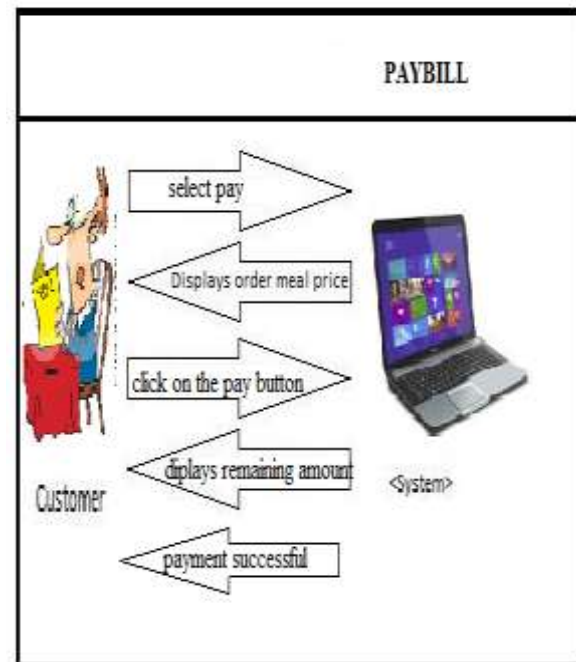 PAYBILL
select pay
Displays order meal price
click on the pay button
diplays remaining amount
Customer
<System>
payment successful